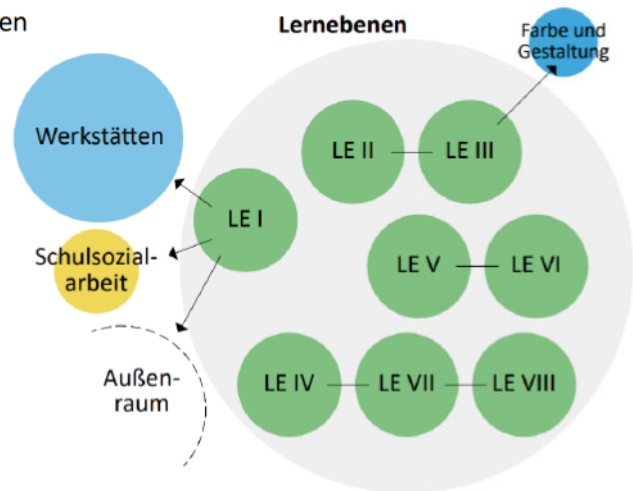 en
Lernebenen
Farbe und
Gestaltung
Werkstätten
LE II
LE III
LE I
Schulsozial-
arbeit
LE V
LE VI
Außen-
raum
LE IV
LE VII
LE VIII